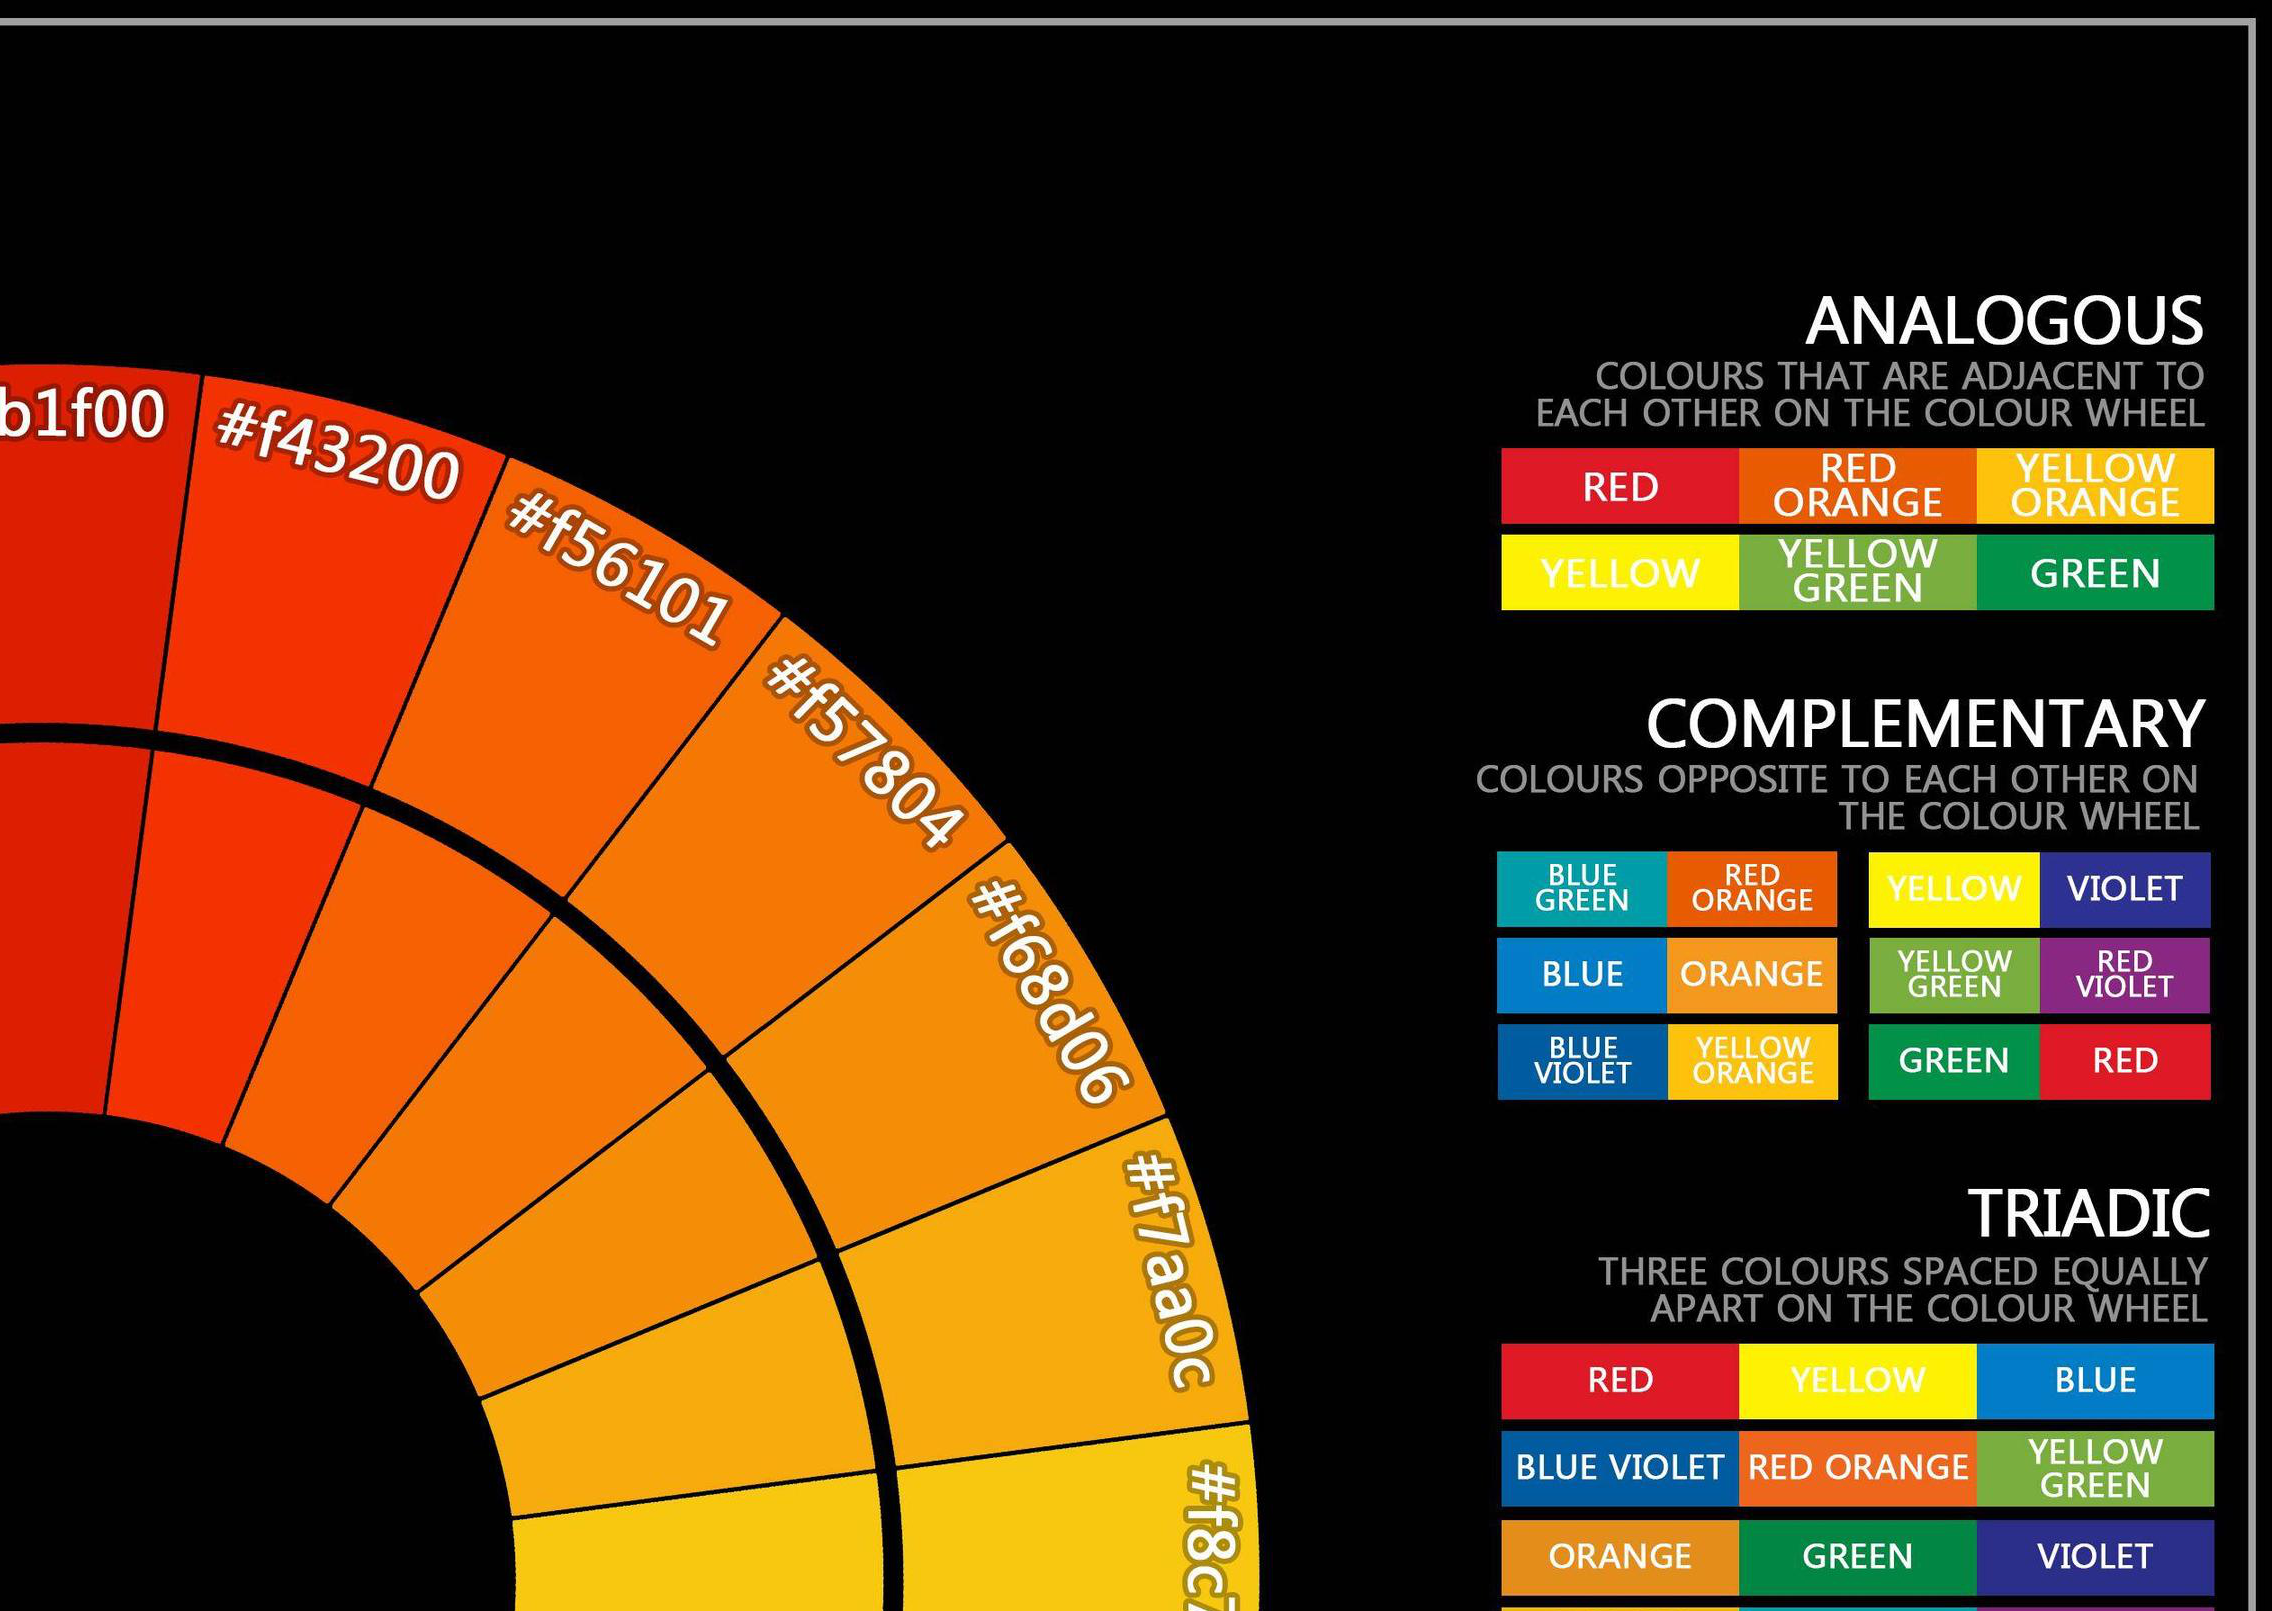 b1f00
#f43200
#f56101
#f57804
#f68d06
#f7aa0c
ANALOGOUS
COLOURS THAT ARE ADJACENT TO
EACH OTHER ON THE COLOUR WHEEL
RED
RED
ORANGE
YELLOW
ORANGE
YELLOW
YELLOW
GREEN
GREEN
COMPLEMENTARY
COLOURS OPPOSITE TO EACH OTHER ON
THE COLOUR WHEEL
BLUE
GREEN
RED
ORANGE
YELLOW
VIOLET
BLUE
ORANGE
YELLOW
GREEN
RED
VIOLET
BLUE
VIOLET
YELLOW
ORANGE
GREEN
RED
TRIADIC
THREE COLOURS SPACED EQUALLY
APART ON THE COLOUR WHEEL
RED
YELLOW
BLUE
BLUE VIOLET
RED ORANGE
YELLOW
GREEN
ORANGE
GREEN
VIOLET